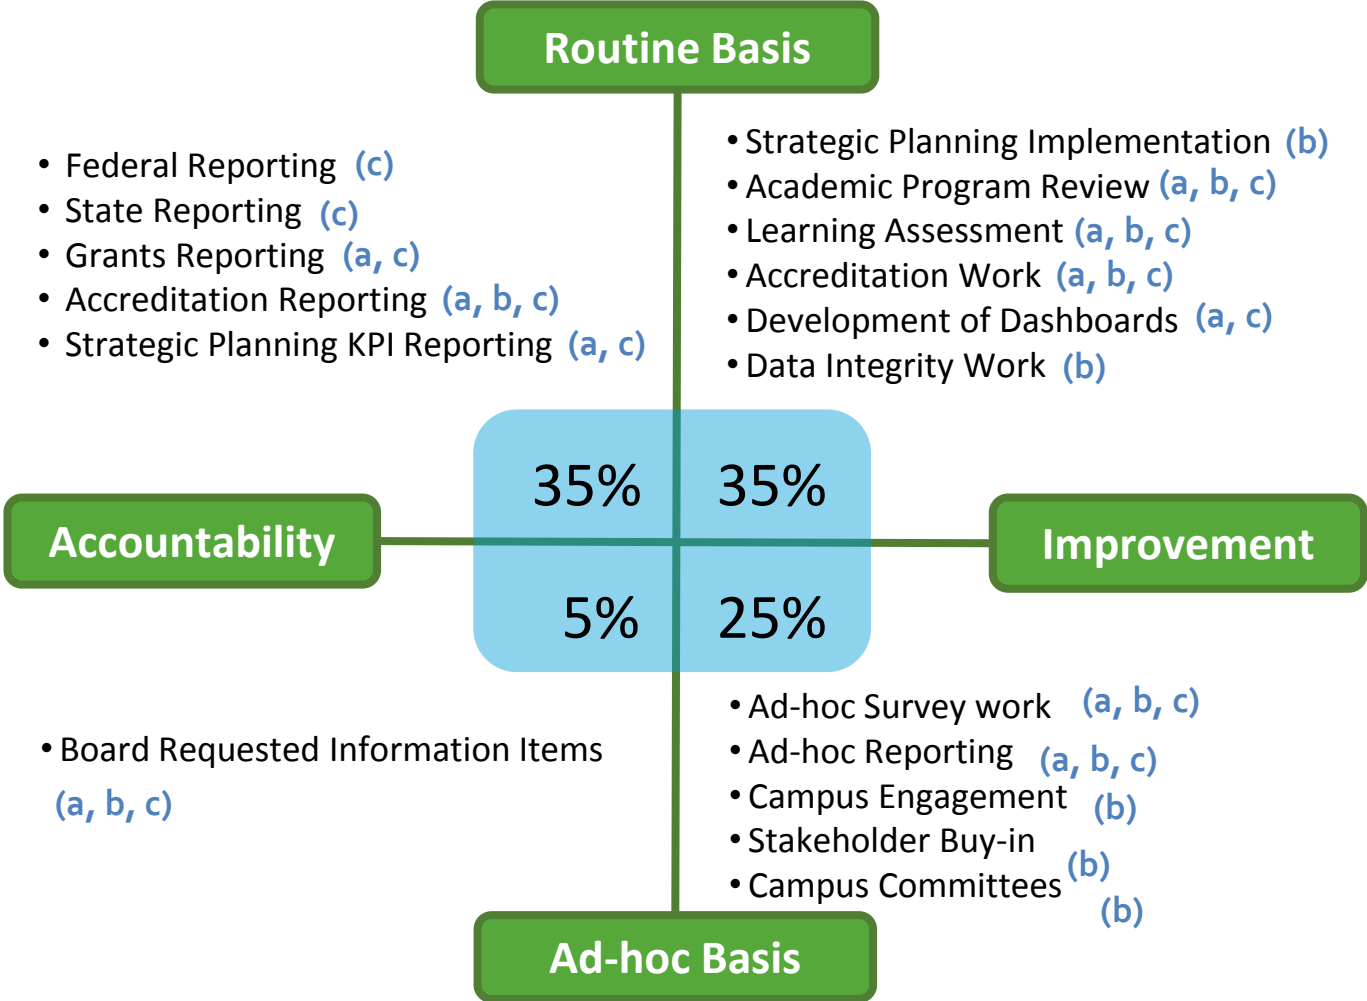 Routine Basis
• Federal Reporting (c)
• State Reporting (c)
• Grants Reporting (a, c)
• Accreditation Reporting (a, b, c)
• Strategic Planning KPI Reporting (a, c)
• Strategic Planning Implementation (b)
• Academic Program Review (a, b, c)
• Learning Assessment (a, b, c)
• Accreditation Work (a, b, c)
• Development of Dashboards (a, c)
• Data Integrity Work (b)
35% 35%
Accountability
Improvement
5% 25%
• Board Requested Information Items
(a, b, c)
• Ad-hoc Survey work (a, b, c)
• Ad-hoc Reporting (a, b, c)
• Campus Engagement (b)
• Stakeholder Buy-in (b)
• Campus Committees (b)
Ad-hoc Basis